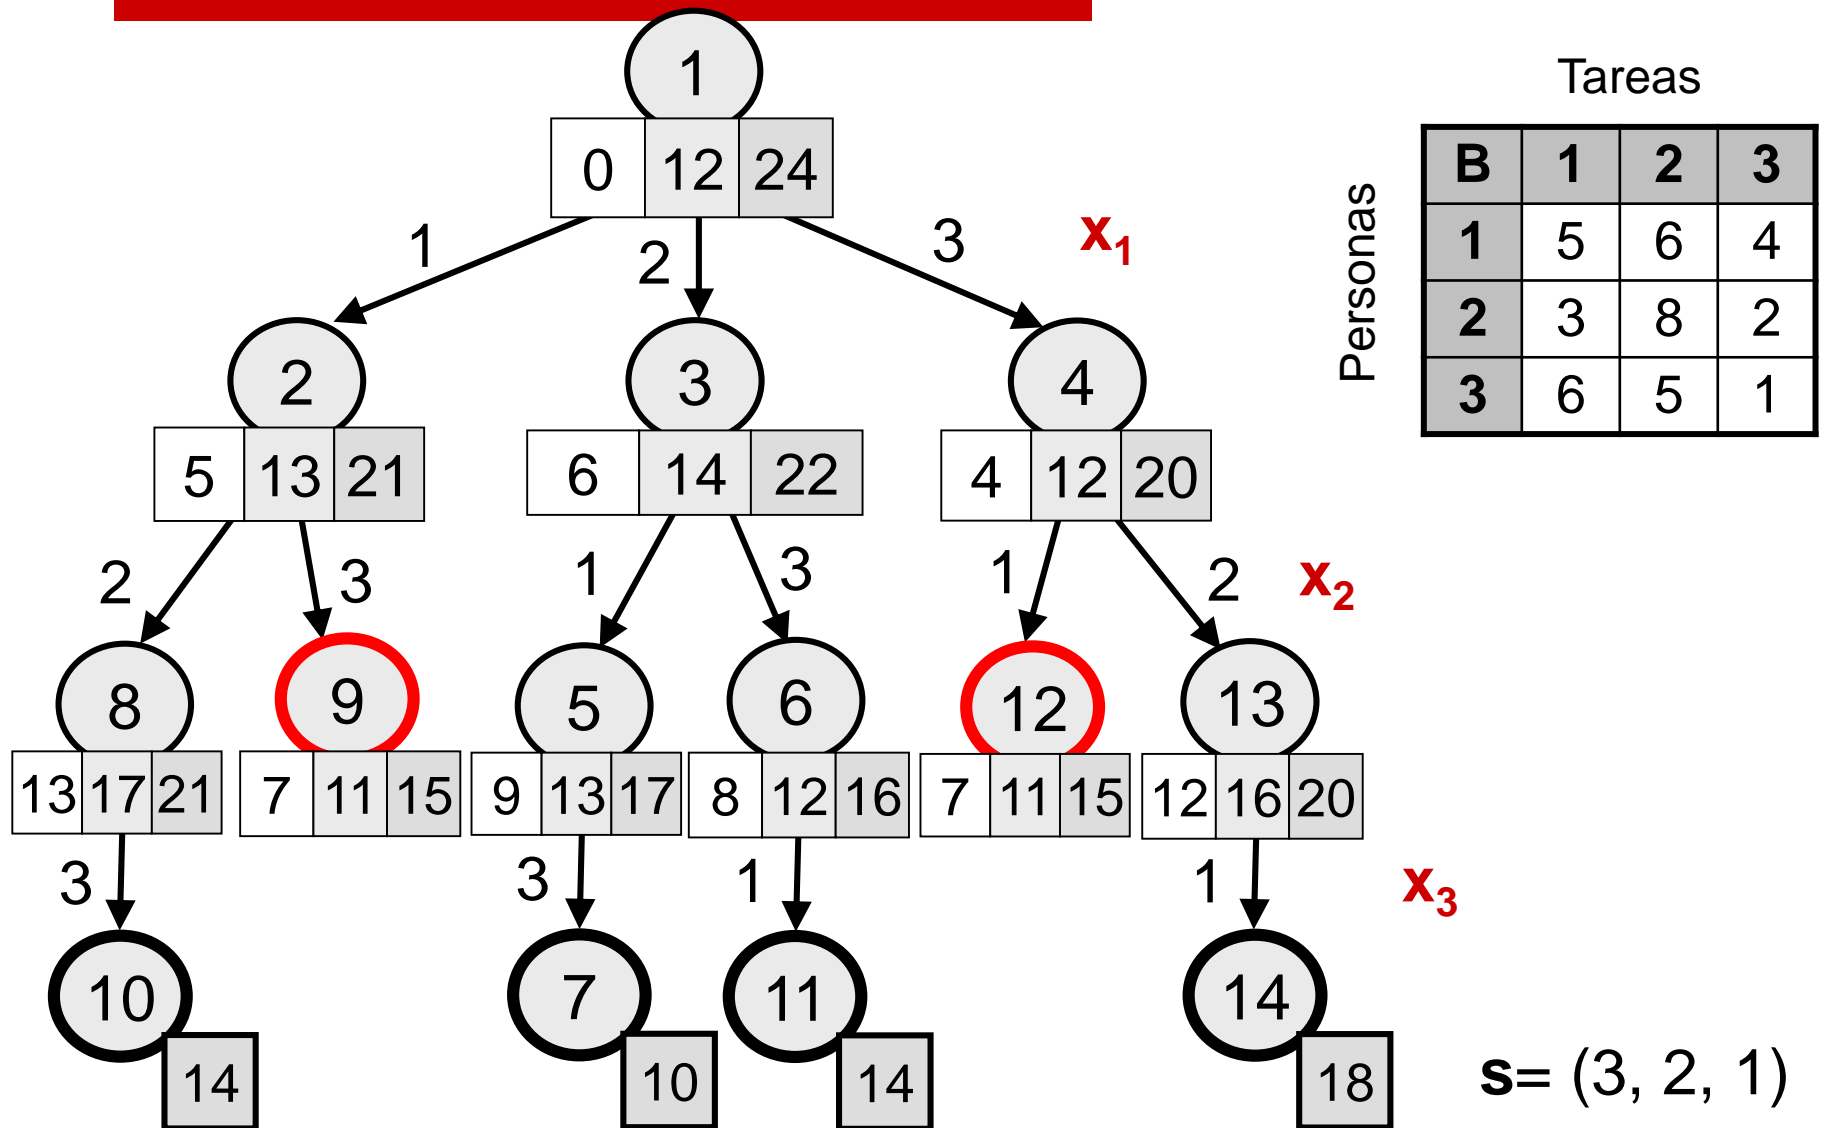 1
0 12 24
1 2 3 x1
2 3 4
5 13 21 6 14 22 4 12 20
2 3 1 3 1 2 x2
8 9 5 6 12 13
13 17 21 7 11 15 9 13 17 8 12 16 7 11 15 12 16 20
3 3 1 1 x3
10 7 11 14
14 10 14 18
Tareas
Personas
B 1 2 3
1 5 6 4
2 3 8 2
3 6 5 1
s= (3, 2, 1)